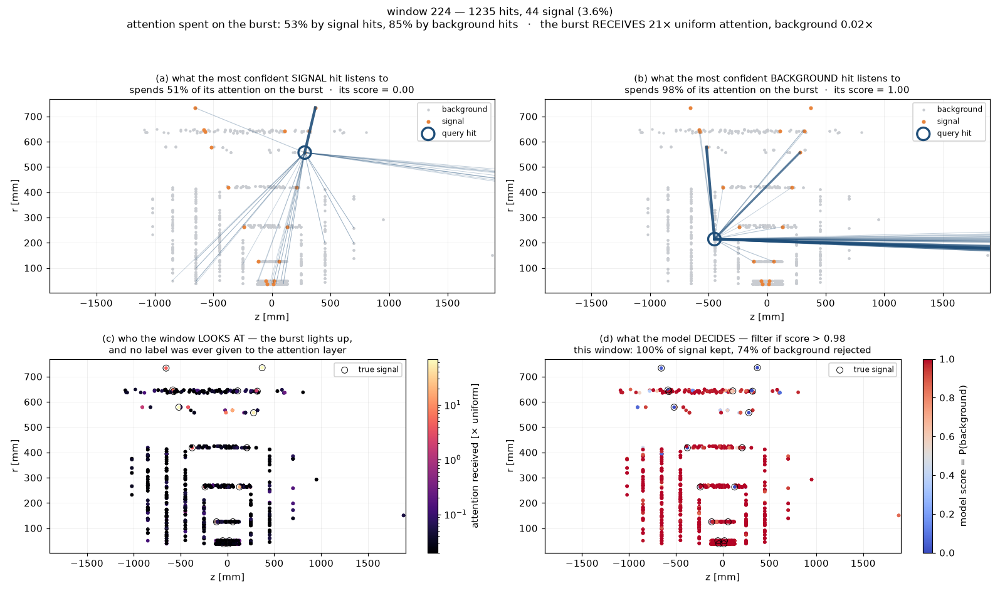 window 224 — 1235 hits, 44 signal (3.6%)
attention spent on the burst: 53% by signal hits, 85% by background hits · the burst RECEIVES 21× uniform attention, background 0.02×
(a) what the most confident SIGNAL hit listens to
spends 51% of its attention on the burst · its score = 0.00
700
600
500
400
300
200
100
r [mm]
background
signal
query hit
−1500
−1000
−500
0
500
1000
1500
z [mm]
(b) what the most confident BACKGROUND hit listens to
spends 98% of its attention on the burst · its score = 1.00
700
600
500
400
300
200
100
r [mm]
background
signal
query hit
−1500
−1000
−500
0
500
1000
1500
z [mm]
(c) who the window LOOKS AT — the burst lights up,
and no label was ever given to the attention layer
700
600
500
400
300
200
100
r [mm]
true signal
−1500
−1000
−500
0
500
1000
1500
z [mm]
10¹
10⁰
10⁻¹
attention received [× uniform]
(d) what the model DECIDES — filter if score > 0.98
this window: 100% of signal kept, 74% of background rejected
700
600
500
400
300
200
100
r [mm]
true signal
−1500
−1000
−500
0
500
1000
1500
z [mm]
1.0
0.8
0.6
0.4
0.2
0.0
model score = P(background)